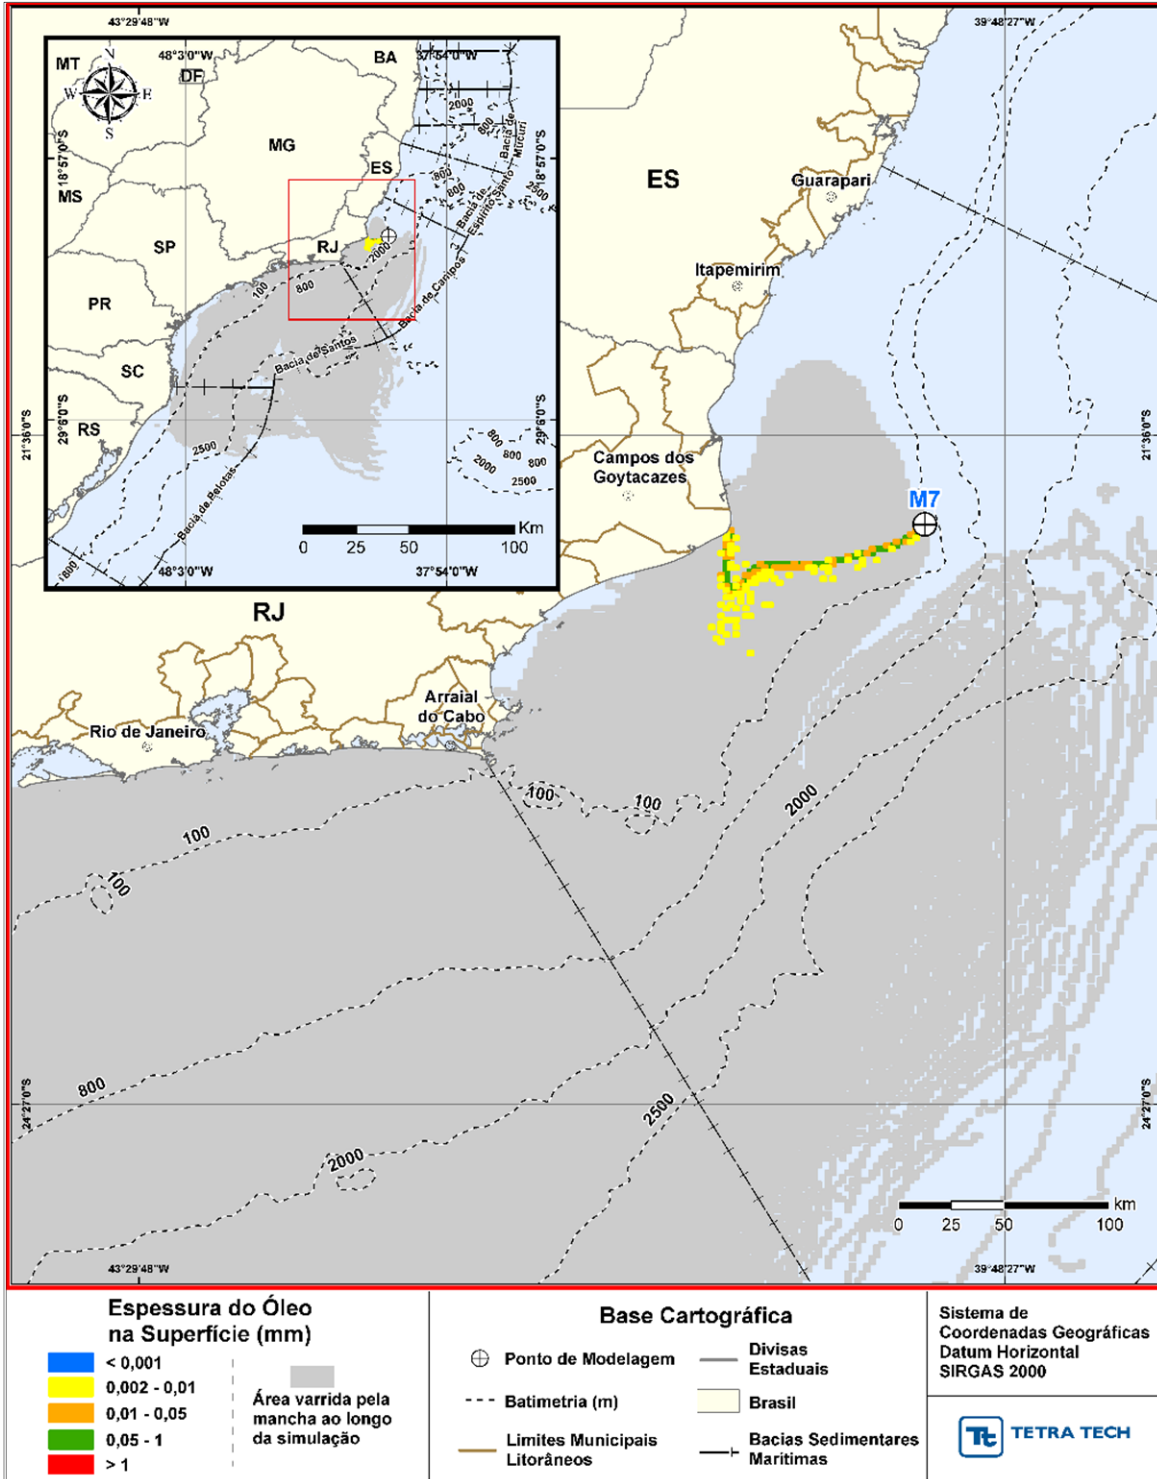 43°29'48"W
39°48'27"W
48°3'0"W
37°54'0"W
MT
DF
BA
MG
ES
MS
SP
RJ
PR
SC
RS
N
W
E
S
18°57'0"S
18°57'0"S
29°6'0"S
29°6'0"S
2000
800
Bacia de
Mucuri
800
800
2500
Bacia de
Espírito Santo
2000
100
800
Bacia de Campos
Bacia de Santos
2500
Bacia de Pelotas
1800
800
2000
800
800
2500
Km
0
25
50
100
48°3'0"W
37°54'0"W
ES
Guarapari
Itapemirim
21°36'0"S
21°36'0"S
Campos dos
Goytacazes
M7
RJ
Arraial
do Cabo
Rio de Janeiro
100
100
100
100
2000
800
2500
2000
24°27'0"S
24°27'0"S
km
0
25
50
100
43°29'48"W
39°48'27"W
Espessura do Óleo
na Superfície (mm)
< 0,001
0,002 - 0,01
0,01 - 0,05
0,05 - 1
> 1
Área varrida pela
mancha ao longo
da simulação
Base Cartográfica
Ponto de Modelagem
Batimetria (m)
Limites Municipais
Litorâneos
Divisas
Estaduais
Brasil
Bacias Sedimentares
Maritimas
Sistema de
Coordenadas Geográficas
Datum Horizontal
SIRGAS 2000
Tt
TETRA TECH